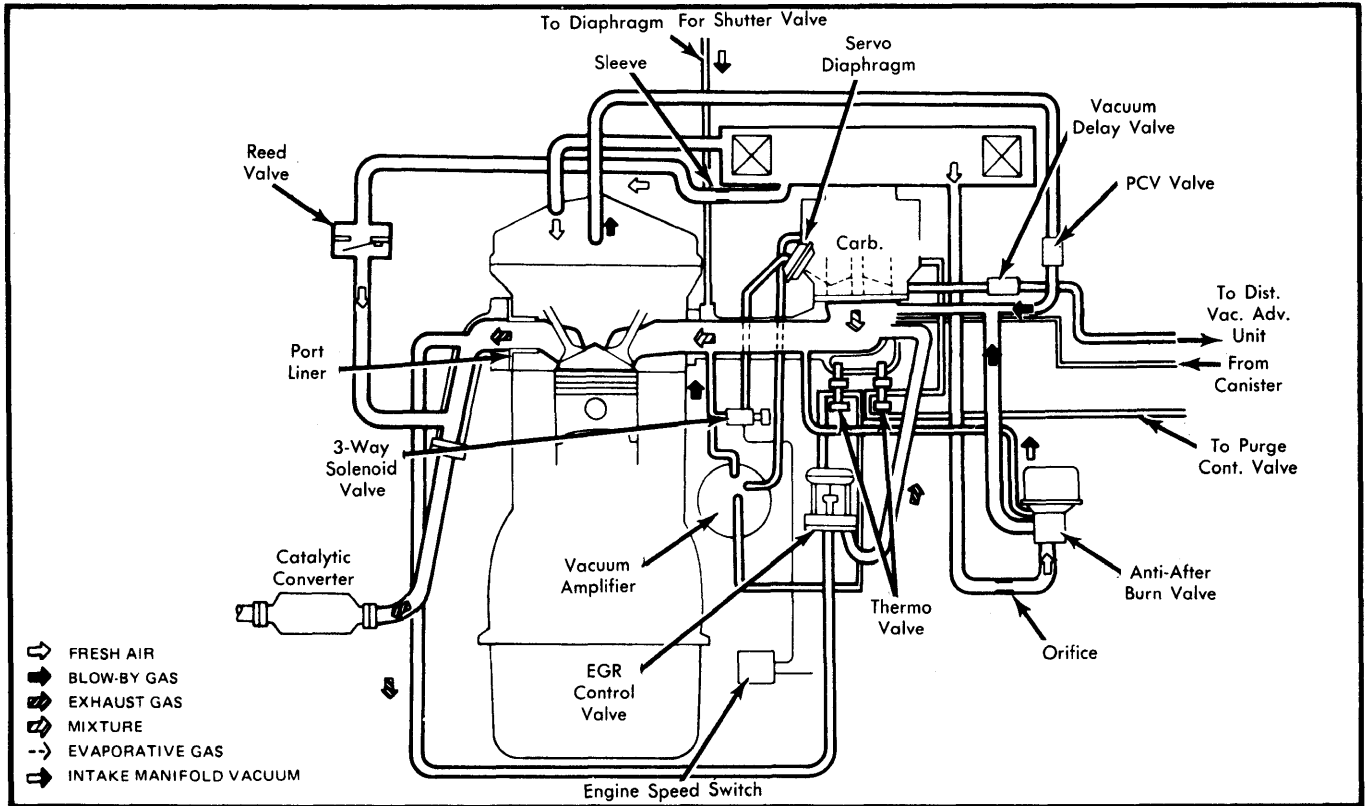 To Diaphragm For Shutter Valve
Servo
Diaphragm
Sleeve
Vacuum
Delay Valve
Reed
Valve
PCV Valve
Carb.
To Dist.
Vac. Adv.
Unit
Port
Liner
From
Canister
3-Way
Solenoid
Valve
To Purge
Cont. Valve
Catalytic
Converter
Vacuum
Amplifier
Thermo
Valve
Anti-After
Burn Valve
Orifice
EGR
Control
Valve
FRESH AIR
BLOW-BY GAS
EXHAUST GAS
MIXTURE
EVAPORATIVE GAS
INTAKE MANIFOLD VACUUM
Engine Speed Switch